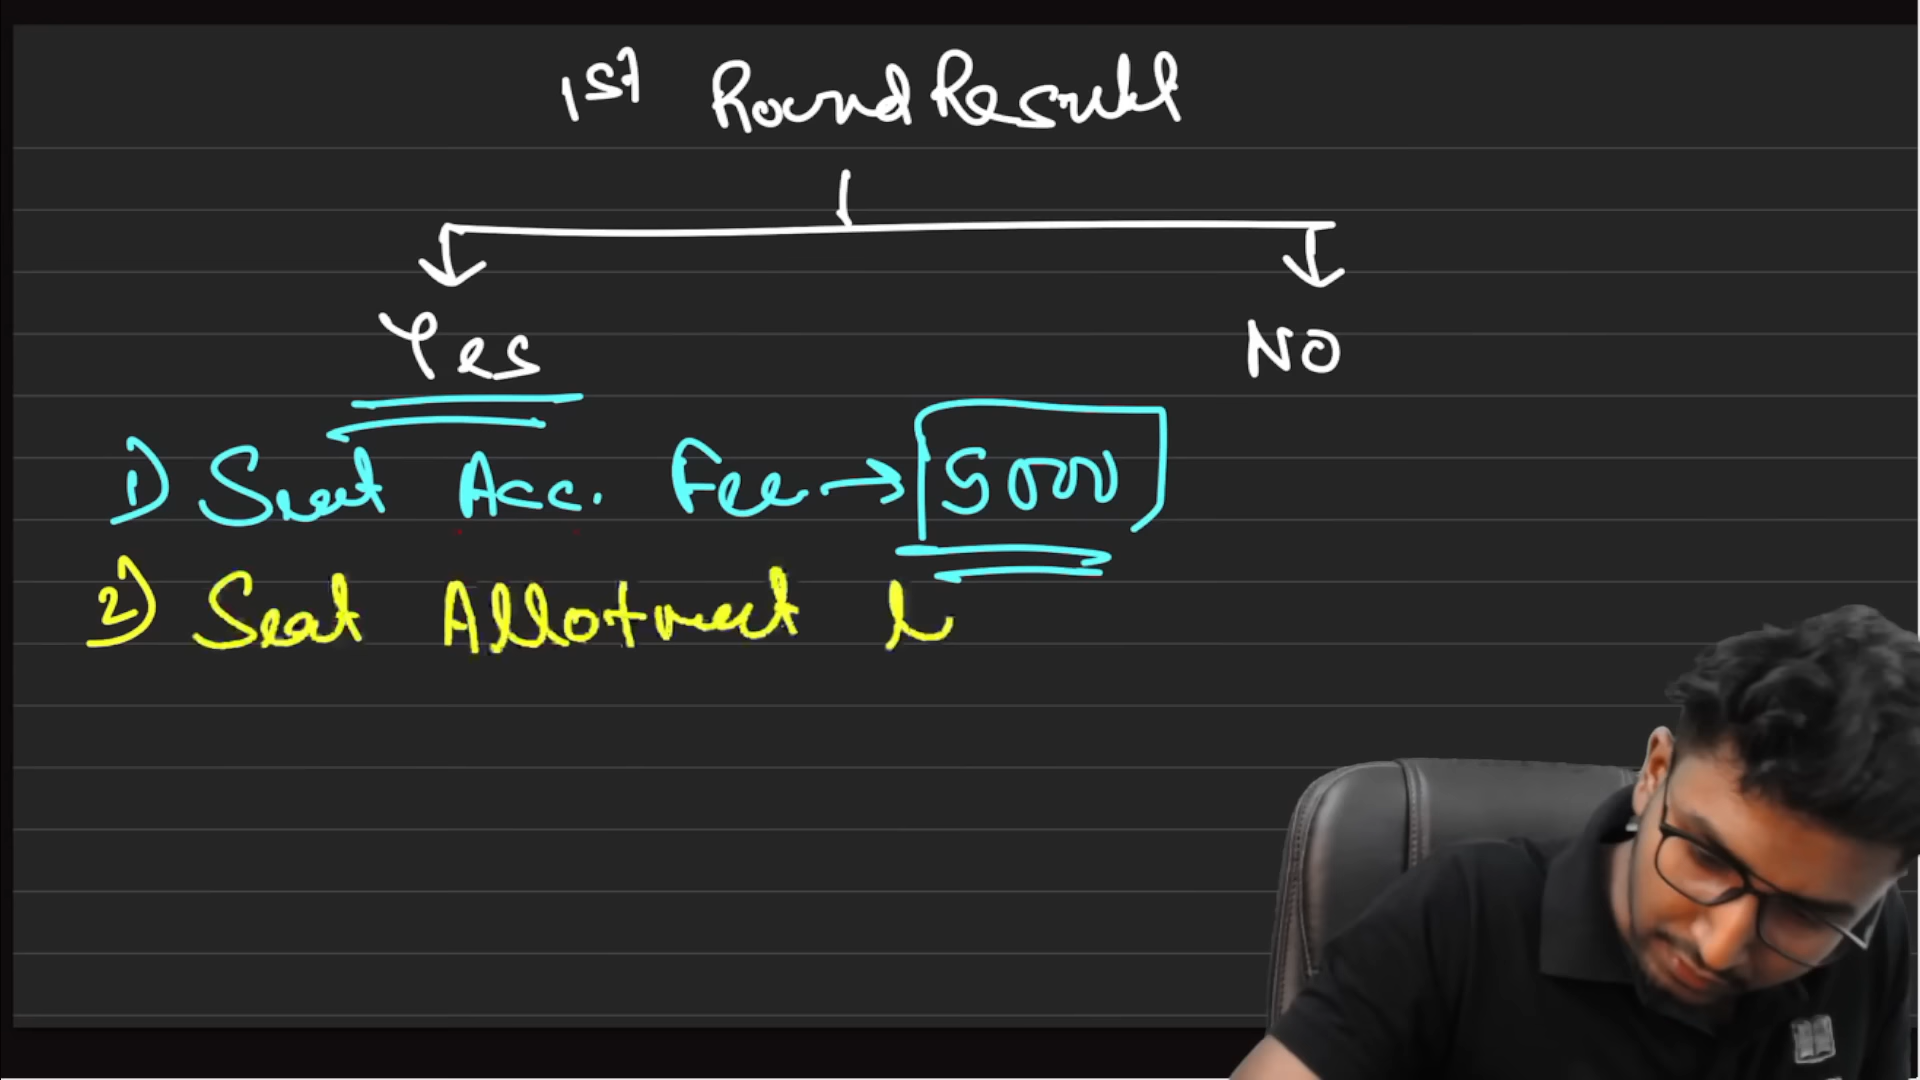 1st Round Result
Yes
NO
1) Seat Acc. Fee → 5000
2) Seat Allotment